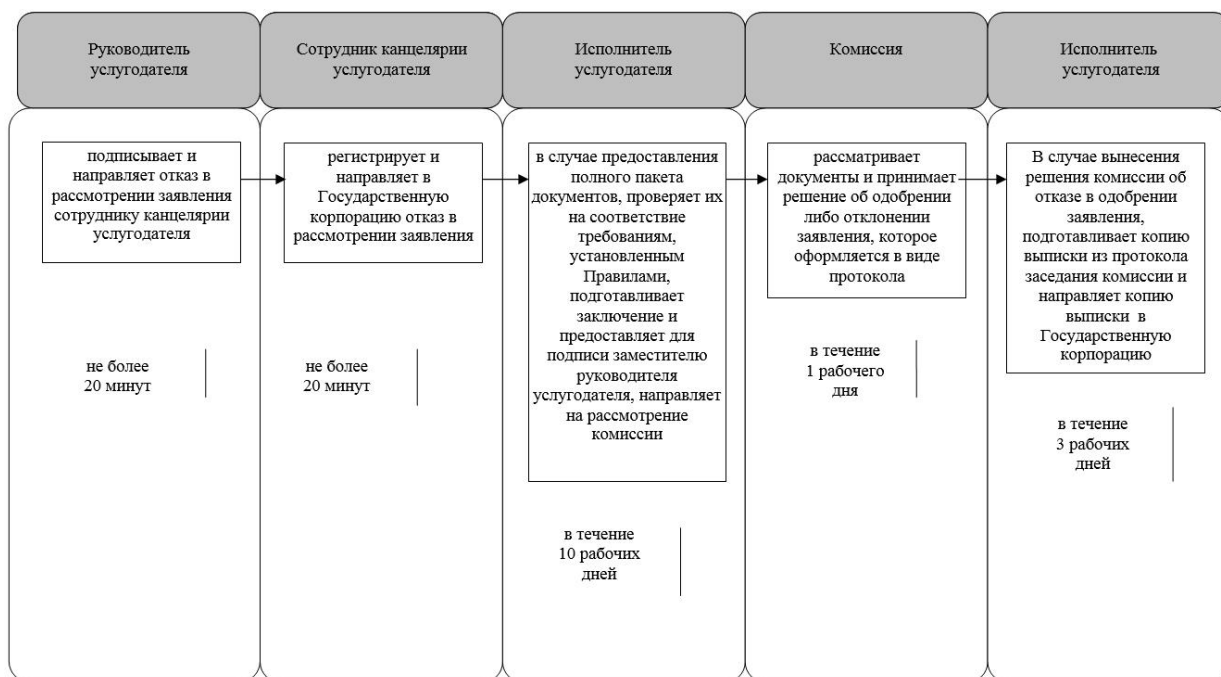 Руководитель
услугодателя
Сотрудник канцелярии
услугодателя
Исполнитель
услугодателя
Комиссия
Исполнитель
услугодателя
подписывает и
направляет отказ в
рассмотрении заявления
сотруднику канцелярии
услугодателя
не более
20 минут
регистрирует и
направляет в
Государственную
корпорацию отказ в
рассмотрении заявления
не более
20 минут
в случае предоставления
полного пакета
документов, проверяет их
на соответствие
требованиям,
установленным
Правилами,
подготавливает
заключение и
предоставляет для
подписи заместителю
руководителя
услугодателя, направляет
на рассмотрение
комиссии
в течение
10 рабочих
дней
рассматривает
документы и принимает
решение об одобрении
либо отклонении
заявления, которое
оформляется в виде
протокола
в течение
1 рабочего
дня
В случае вынесения
решения комиссии об
отказе в одобрении
заявления,
подготавливает копию
выписки из протокола
заседания комиссии и
направляет копию
выписки в
Государственную
корпорацию
в течение
3 рабочих
дней